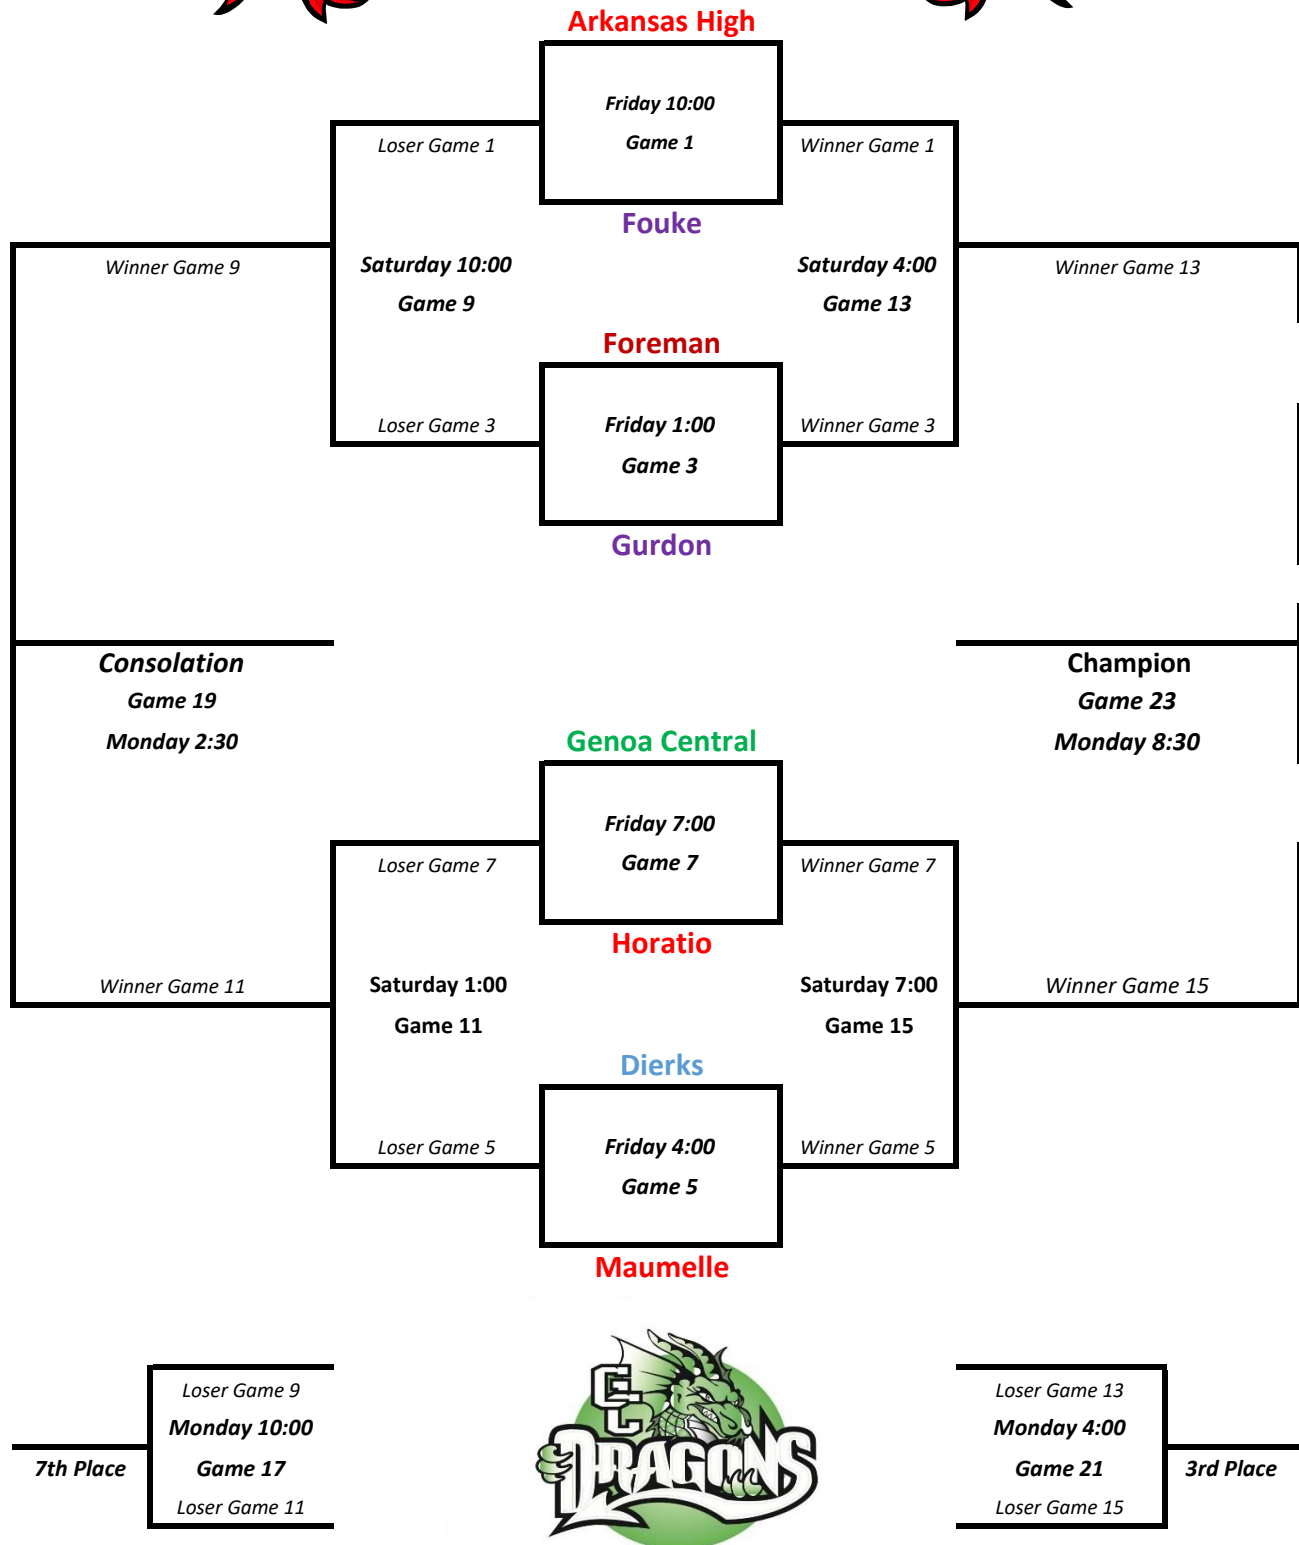 Arkansas High
Friday 10:00
Loser Game 1
Game 1
Winner Game 1
Fouke
Winner Game 9
Saturday 10:00
Saturday 4:00
Winner Game 13
Game 9
Game 13
Foreman
Loser Game 3
Friday 1:00
Winner Game 3
Game 3
Gurdon
Consolation
Champion
Game 19
Game 23
Monday 2:30
Genoa Central
Monday 8:30
Friday 7:00
Loser Game 7
Game 7
Winner Game 7
Horatio
Winner Game 11
Saturday 1:00
Saturday 7:00
Winner Game 15
Game 11
Game 15
Dierks
Loser Game 5
Friday 4:00
Winner Game 5
Game 5
Maumelle
Loser Game 9
Loser Game 13
Monday 10:00
Monday 4:00
7th Place
Game 17
Game 21
3rd Place
Loser Game 11
Loser Game 15
GC
DRAGONS